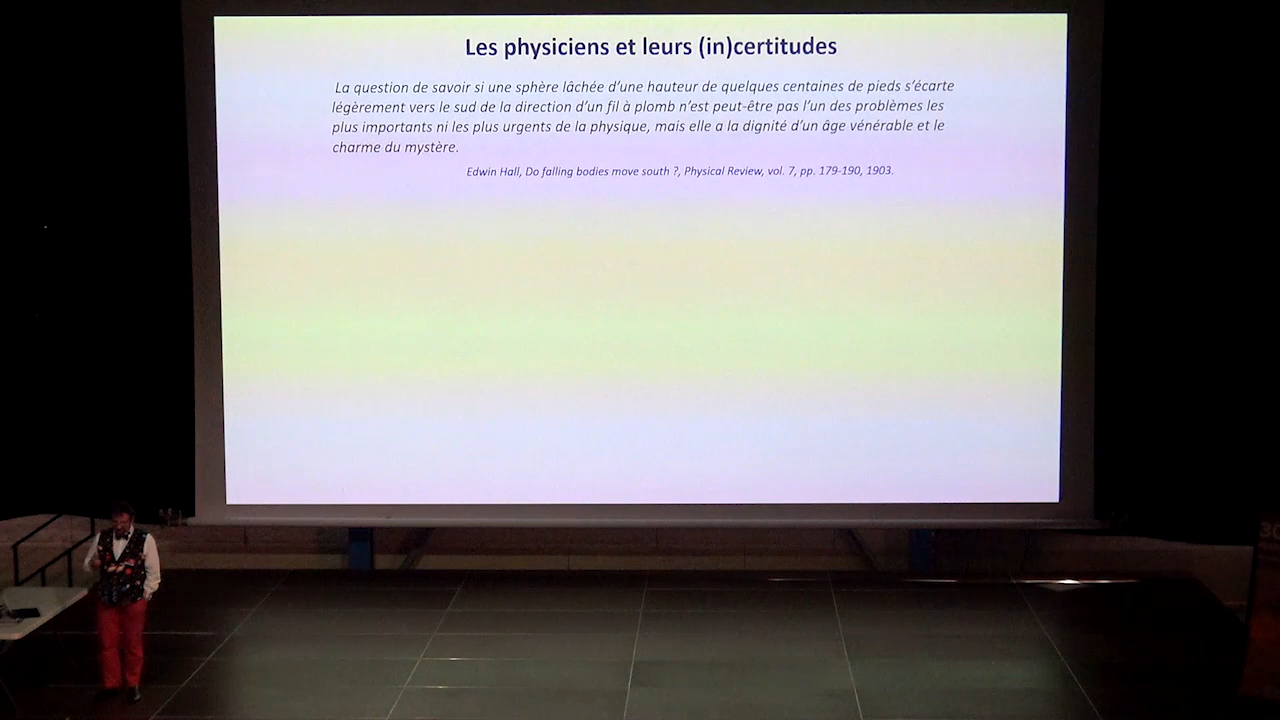 Les physiciens et leurs (in)certitudes
La question de savoir si une sphère lâchée d’une hauteur de quelques centaines de pieds s’écarte
légèrement vers le sud de la direction d’un fil à plomb n’est peut-être pas l’un des problèmes les
plus importants ni les plus urgents de la physique, mais elle a la dignité d’un âge vénérable et le
charme du mystère.
Edwin Hall, Do falling bodies move south ?, Physical Review, vol. 7, pp. 179-190, 1903.